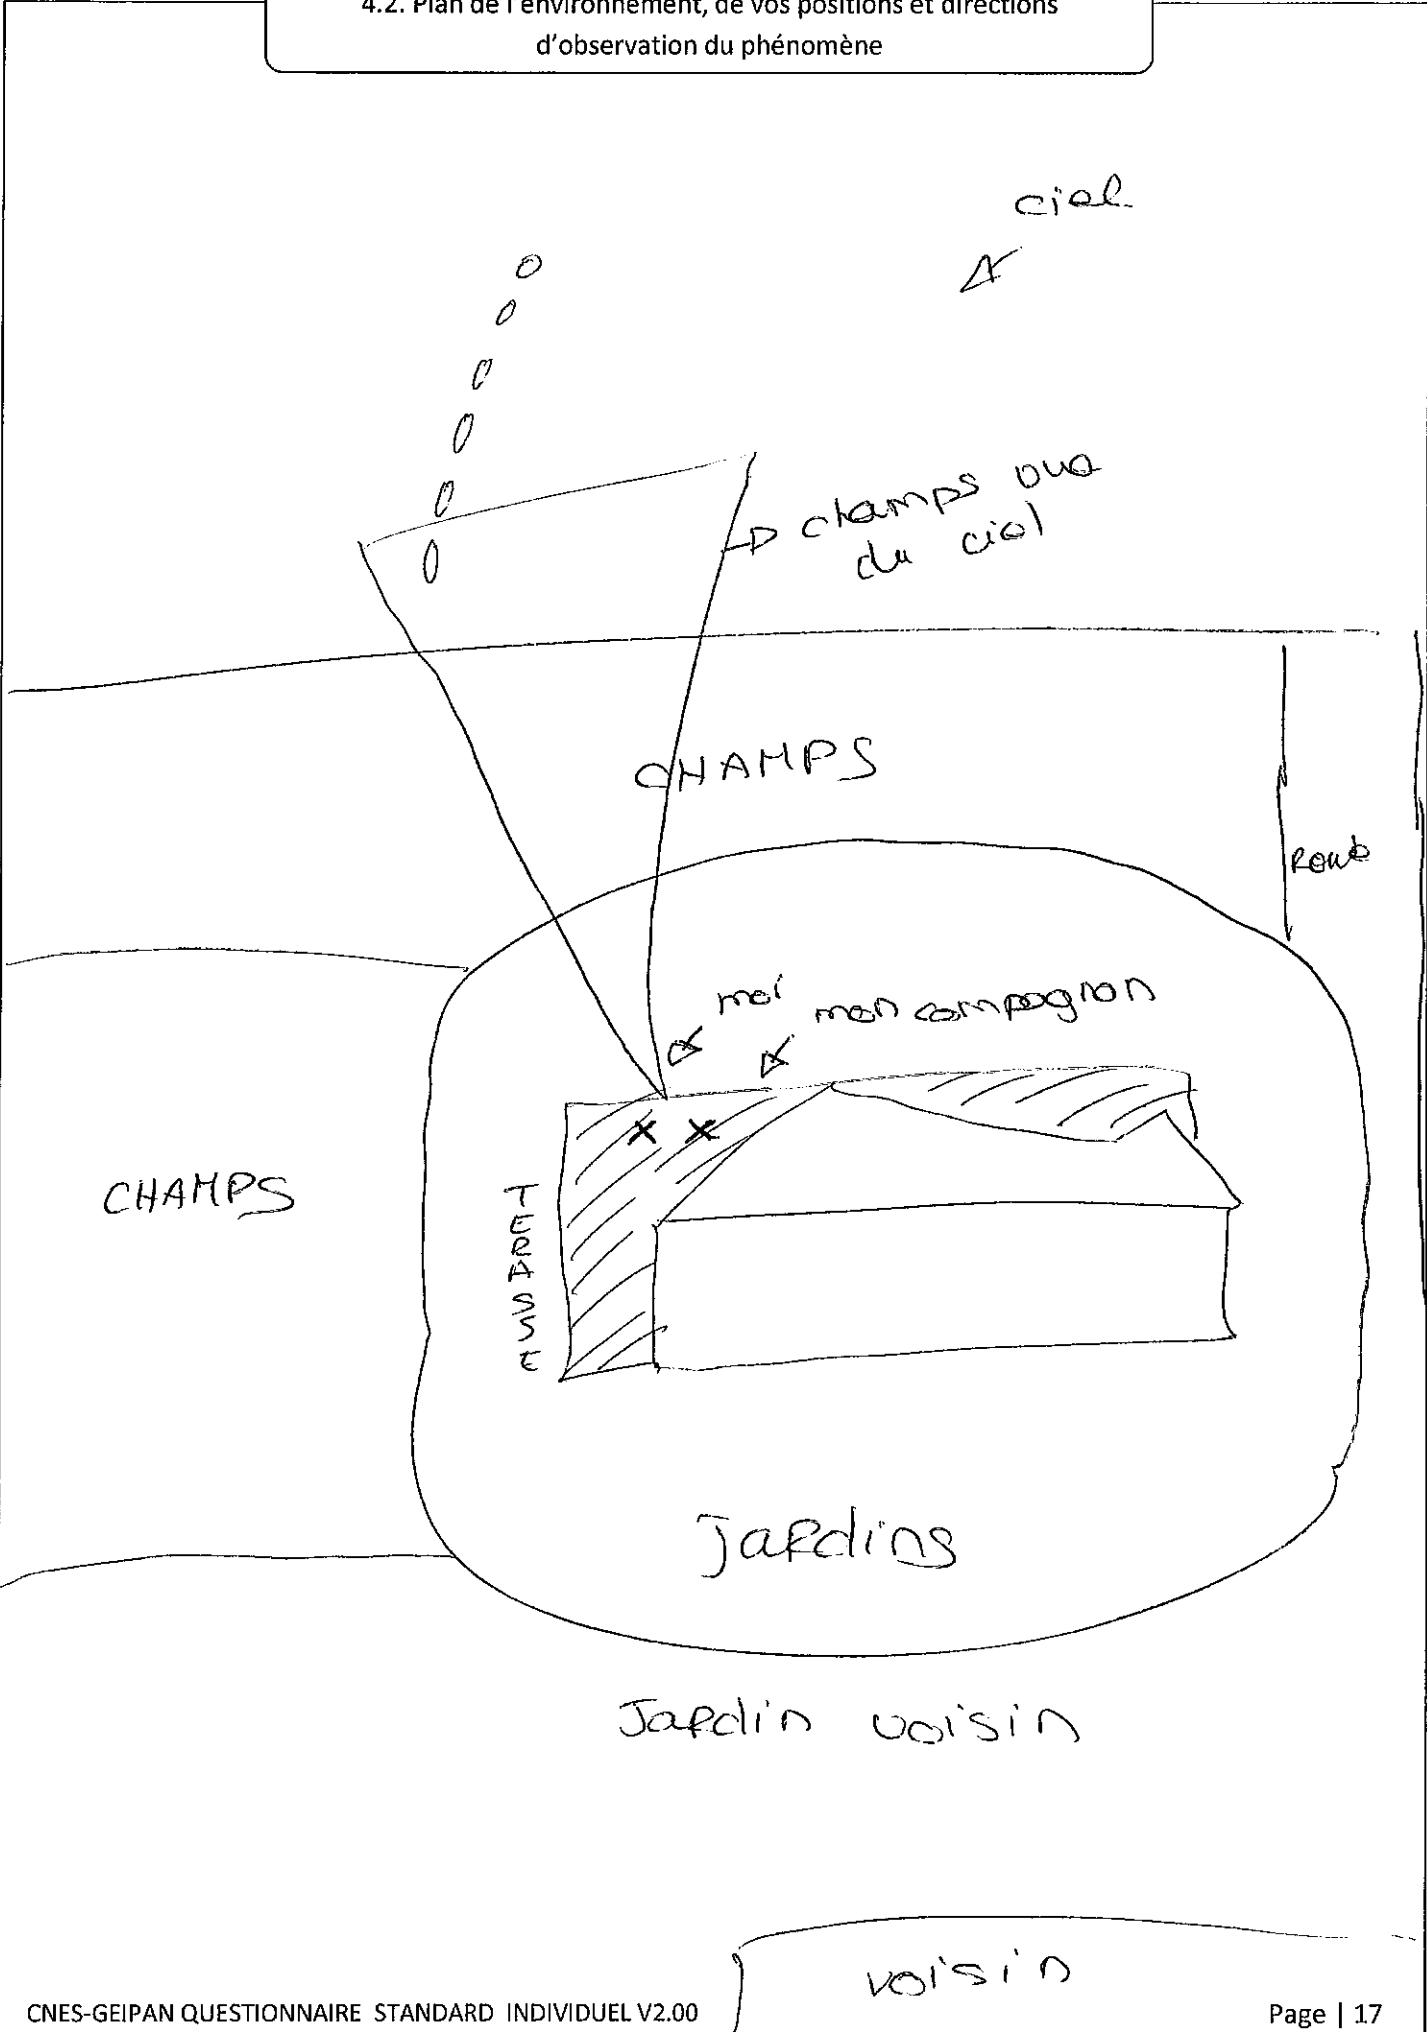 4.2. Plan de l'environnement, de vos positions et directions
d'observation du phénomène
ciel
champs vue
du ciel
CHAMPS
ROUte
moi
mon compagnon
CHAMPS
TERASSE
Jardins
Jardin voisin
voisin
CNES-GEIPAN QUESTIONNAIRE STANDARD INDIVIDUEL V2.00
Page | 17